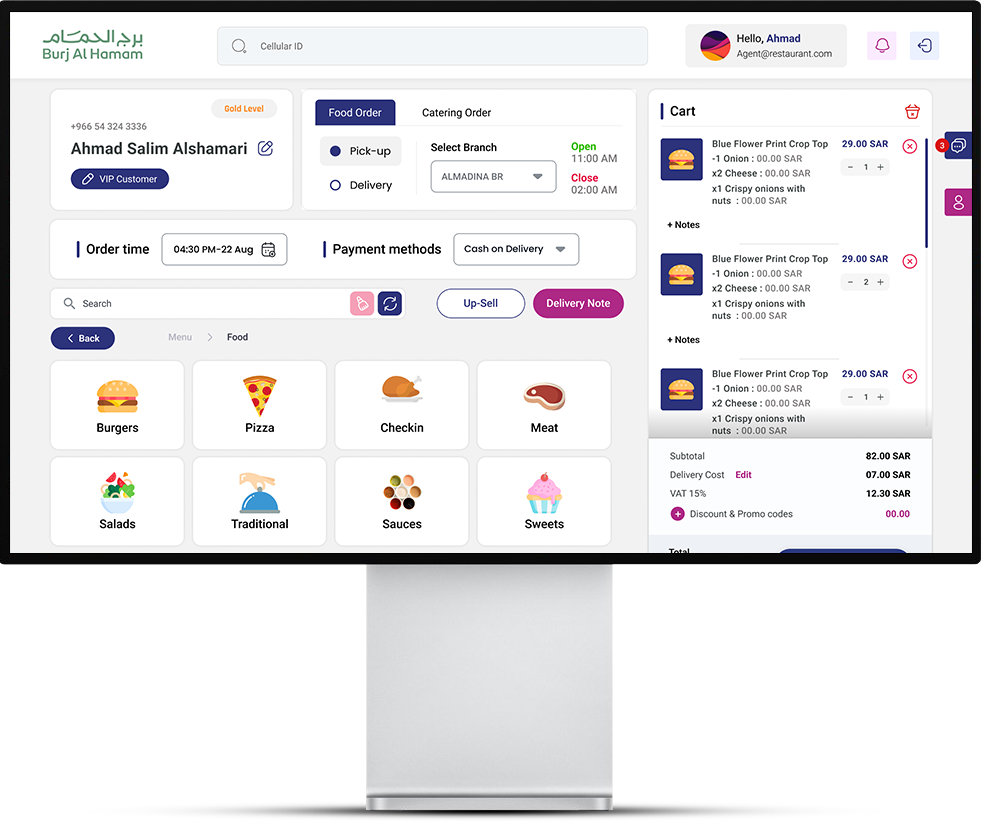 برج الحمام
Burj Al Hamam
Cellular ID
Hello, Ahmad
Agent@restaurant.com
Gold Level
+966 54 324 3336
Ahmad Salim Alshamari
VIP Customer
Food Order
Catering Order
Pick-up
Delivery
Select Branch
ALMADINA BR
Open
11:00 AM
Close
02:00 AM
Order time
04:30 PM-22 Aug
Payment methods
Cash on Delivery
Search
Up-Sell
Delivery Note
Back
Menu
Food
Burgers
Pizza
Checkin
Meat
Salads
Traditional
Sauces
Sweets
Cart
Blue Flower Print Crop Top 29.00 SAR
-1 Onion : 00.00 SAR
− 1 +
x2 Cheese : 00.00 SAR
x1 Crispy onions with
nuts : 00.00 SAR
+ Notes
Blue Flower Print Crop Top 29.00 SAR
-1 Onion : 00.00 SAR
− 2 +
x2 Cheese : 00.00 SAR
x1 Crispy onions with
nuts : 00.00 SAR
+ Notes
Blue Flower Print Crop Top 29.00 SAR
-1 Onion : 00.00 SAR
− 1 +
x2 Cheese : 00.00 SAR
x1 Crispy onions with
nuts : 00.00 SAR
Subtotal 82.00 SAR
Delivery Cost Edit 07.00 SAR
VAT 15% 12.30 SAR
Discount & Promo codes 00.00
Total
3